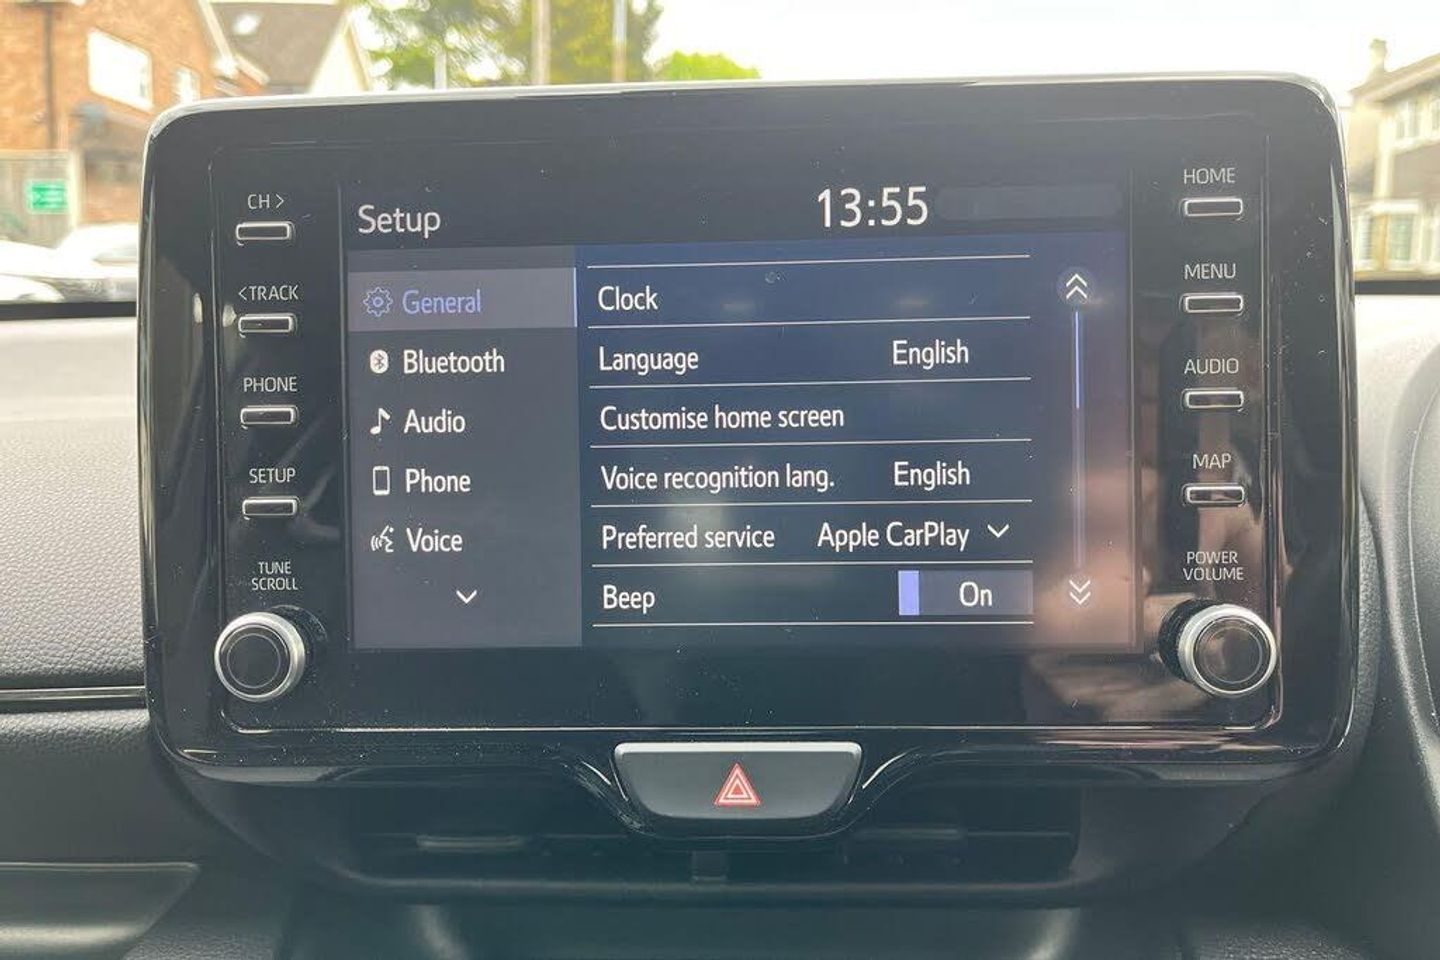 Setup
13:55
General
Bluetooth
Audio
Phone
Voice
Clock
Language English
Customise home screen
Voice recognition lang. English
Preferred service Apple CarPlay
Beep On
CH >
< TRACK
PHONE
SETUP
TUNE
SCROLL
HOME
MENU
AUDIO
MAP
POWER
VOLUME